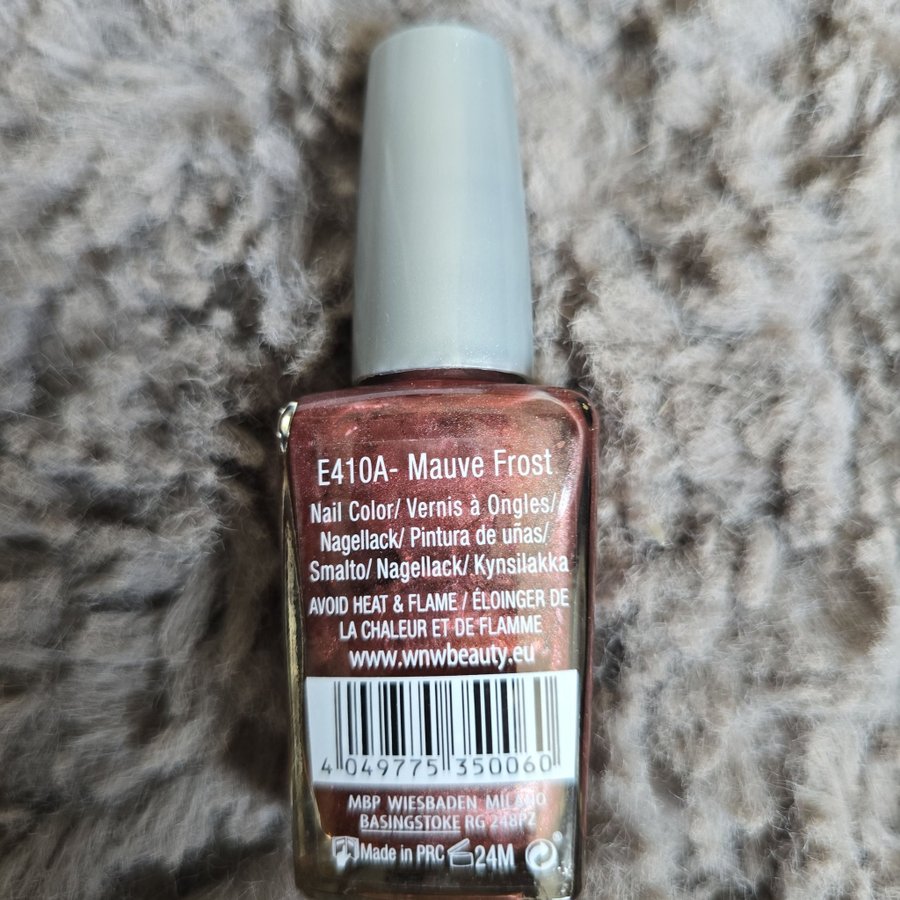 E410A- Mauve Frost
Nail Color/ Vernis à Ongles/
Nagellack/ Pintura de uñas/
Smalto/ Nagellack/ Kynsilakka
AVOID HEAT & FLAME / ÉLOINGER DE
LA CHALEUR ET DE FLAMME
www.wnwbeauty.eu
4 049775 350060
MBP WIESBADEN MILANO
BASINGSTOKE RG 248PZ
Made in PRC 24M